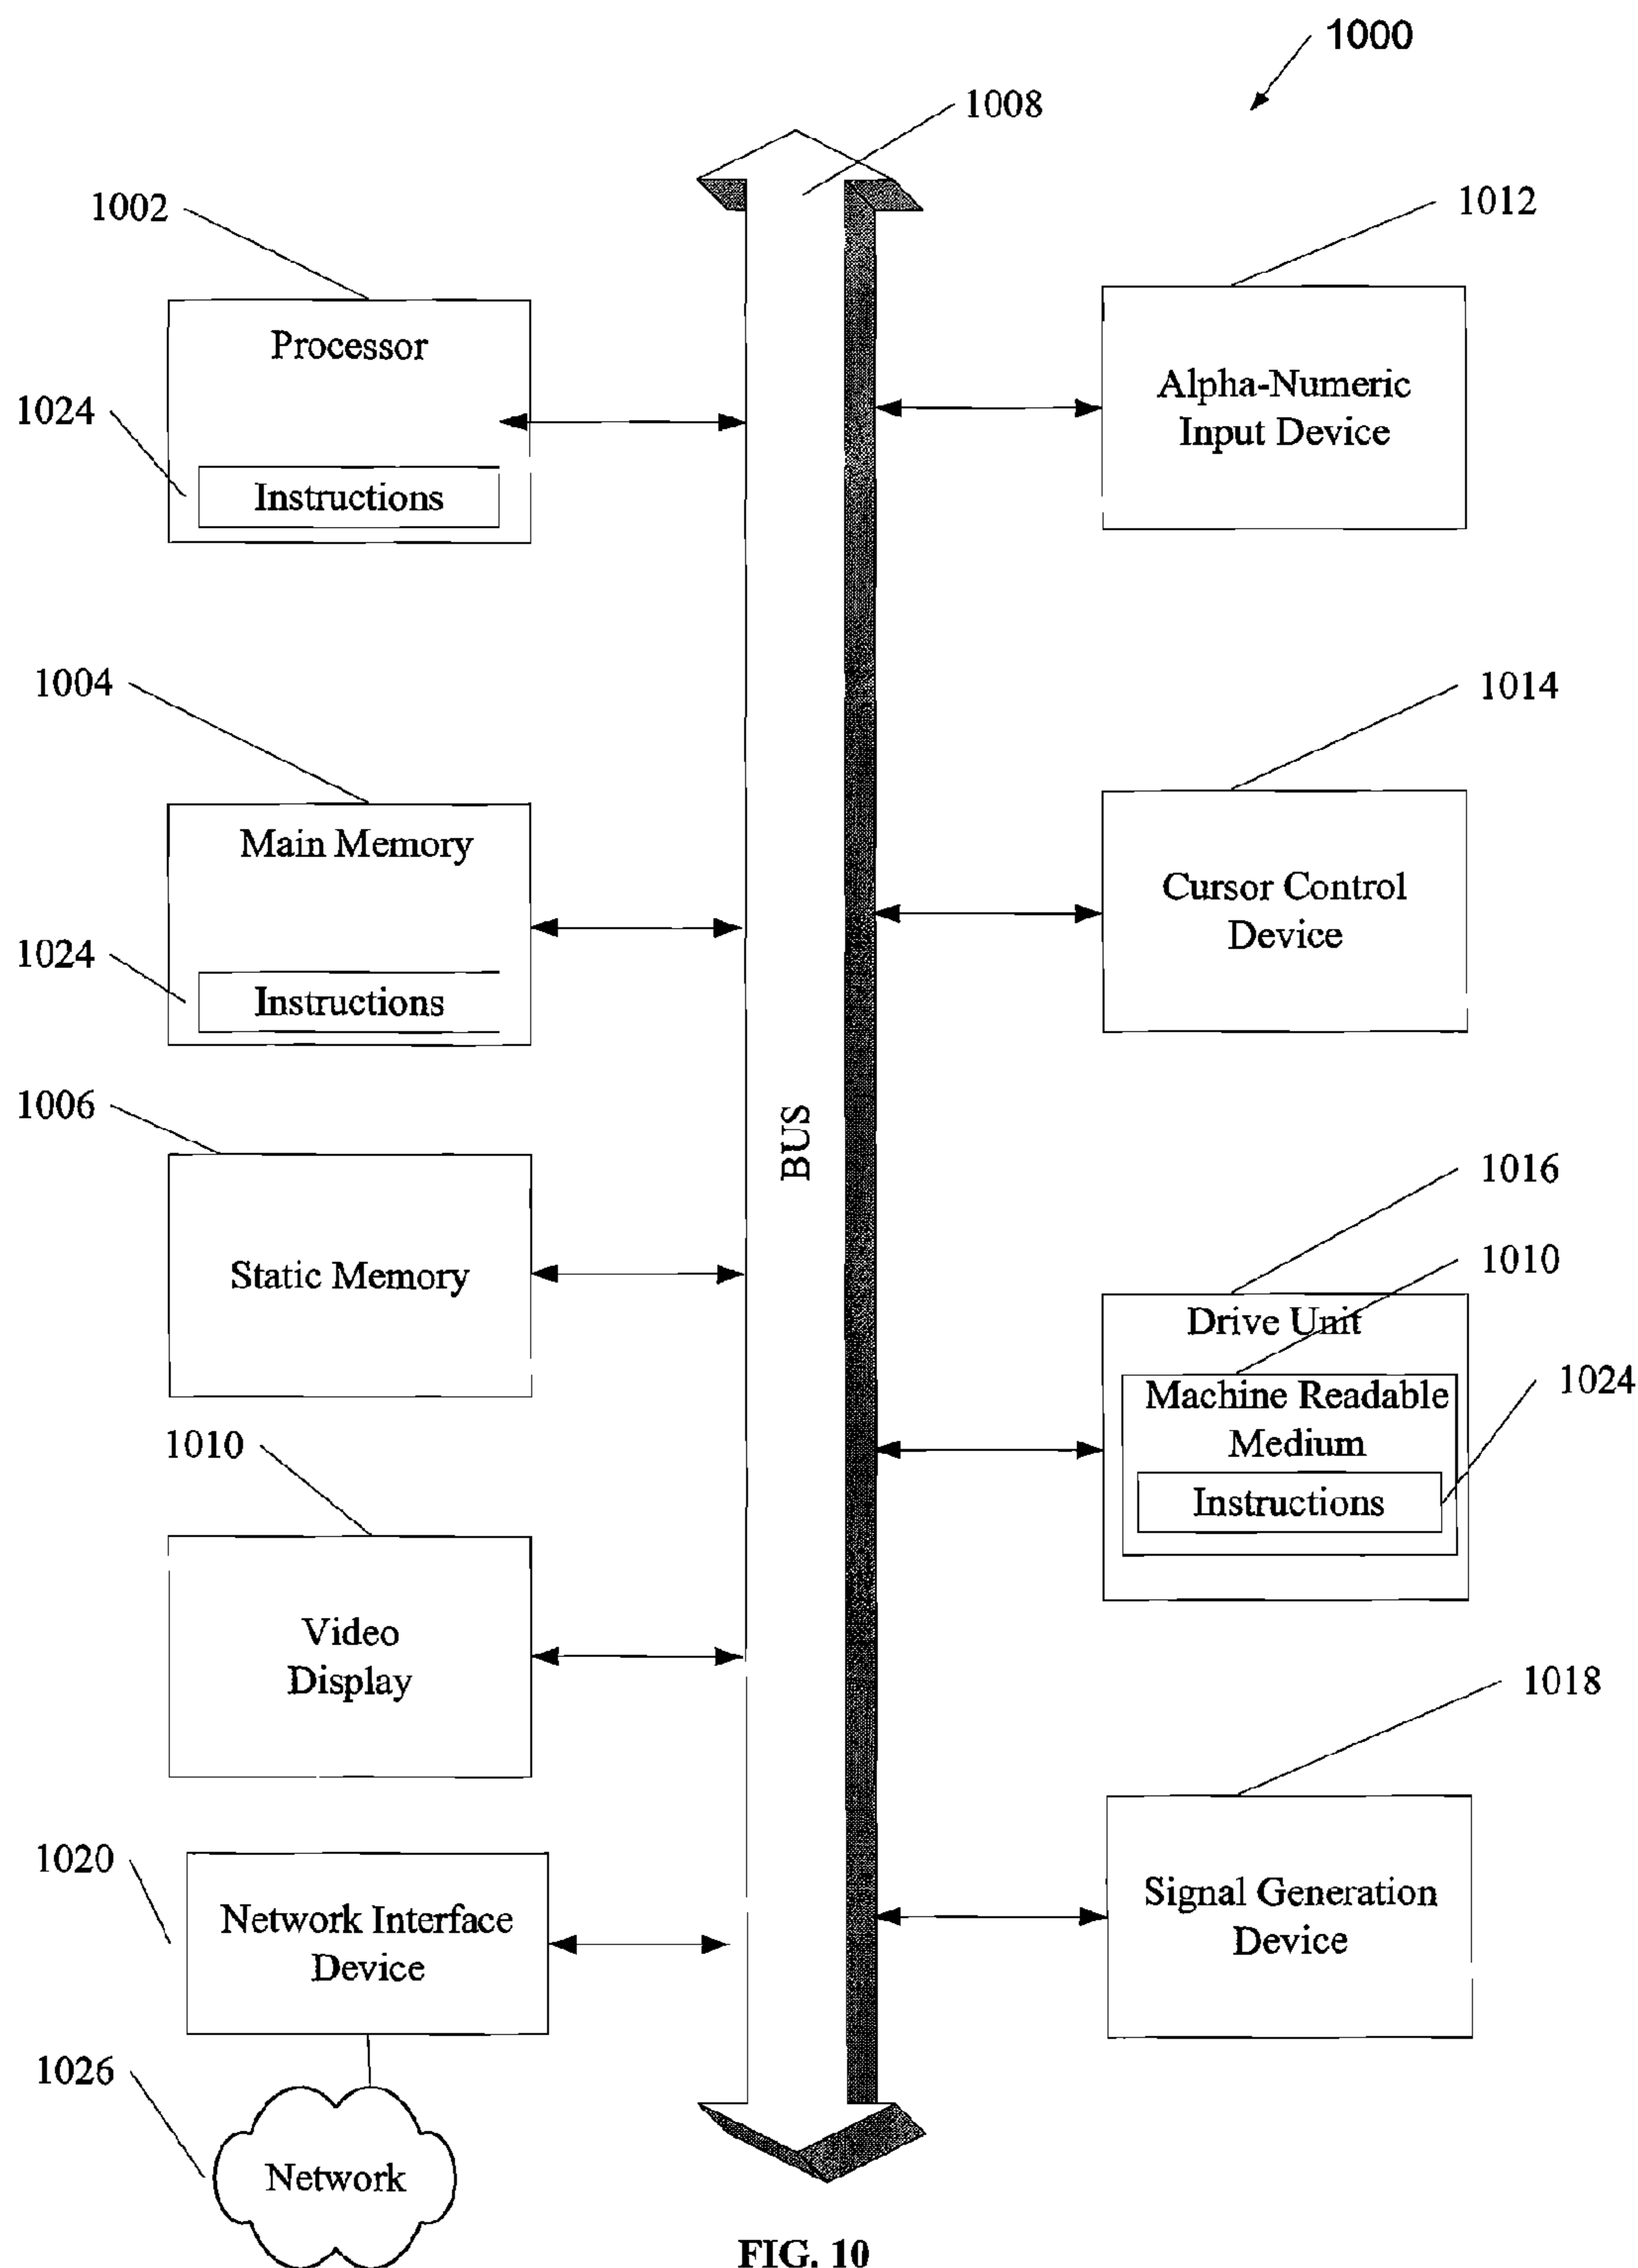 1000
1008
1002
1012
Processor
Alpha-Numeric
Input Device
1024
Instructions
1004
1014
Main Memory
Cursor Control
Device
1024
Instructions
1006
BUS
1016
1010
Static Memory
Drive Unit
Machine Readable
Medium
1024
Instructions
1010
Video
Display
1018
1020
Network Interface
Device
Signal Generation
Device
1026
Network
FIG. 10